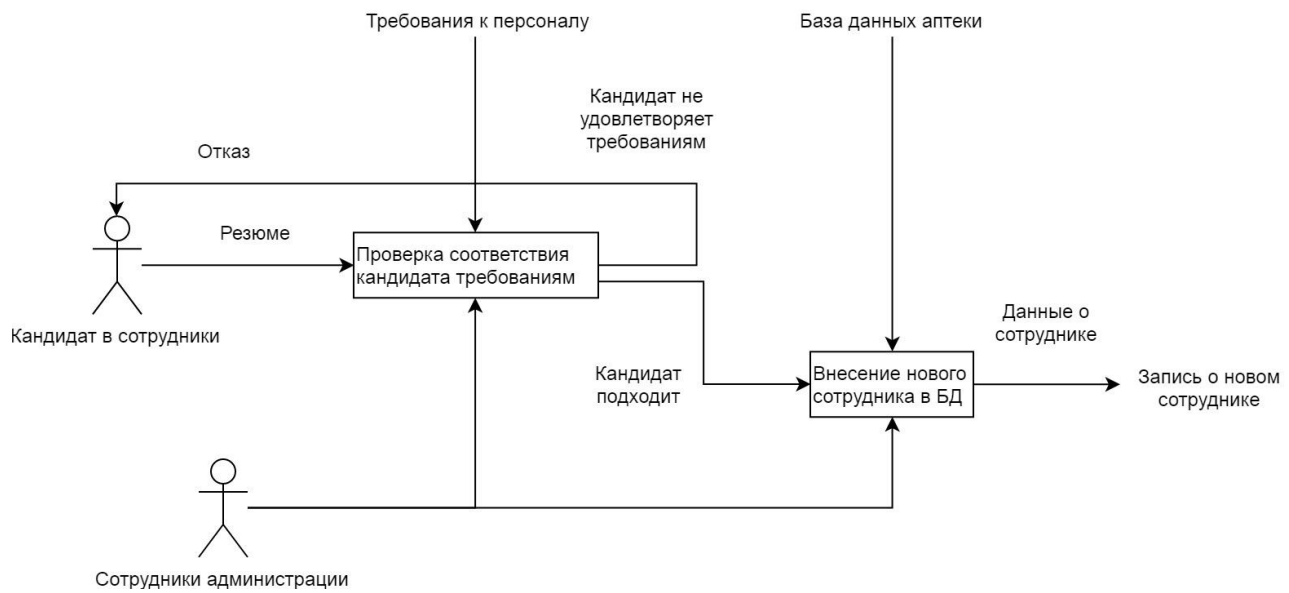 Требования к персоналу
База данных аптеки
Кандидат не
удовлетворяет
требованиям
Отказ
Резюме
Проверка соответствия
кандидата требованиям
Кандидат в сотрудники
Данные о
сотруднике
Кандидат
подходит
Внесение нового
сотрудника в БД
Запись о новом
сотруднике
Сотрудники администрации